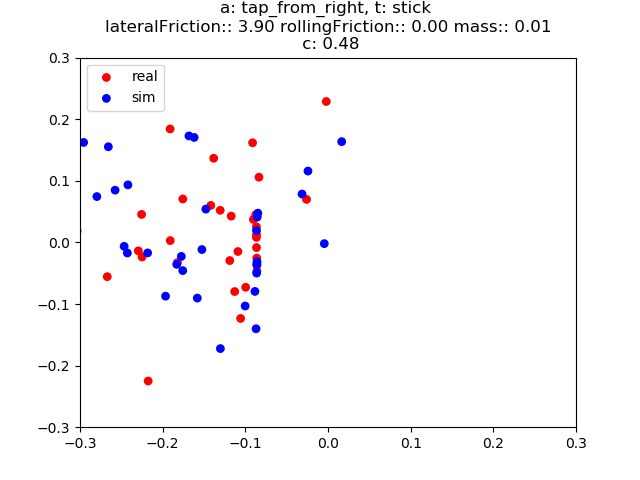 a: tap_from_right, t: stick
lateralFriction:: 3.90 rollingFriction:: 0.00 mass:: 0.01
c: 0.48
real
sim
0.3
0.2
0.1
0.0
−0.1
−0.2
−0.3
−0.3 −0.2 −0.1 0.0 0.1 0.2 0.3